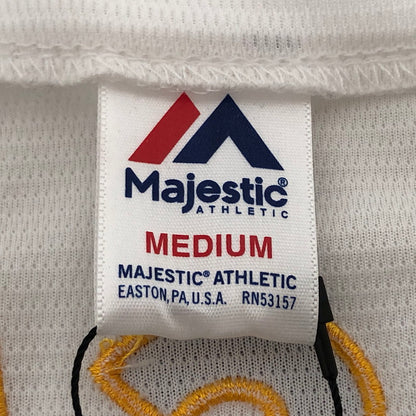 Majestic®
ATHLETIC
MEDIUM
MAJESTIC® ATHLETIC
EASTON, PA, U.S.A. RN53157